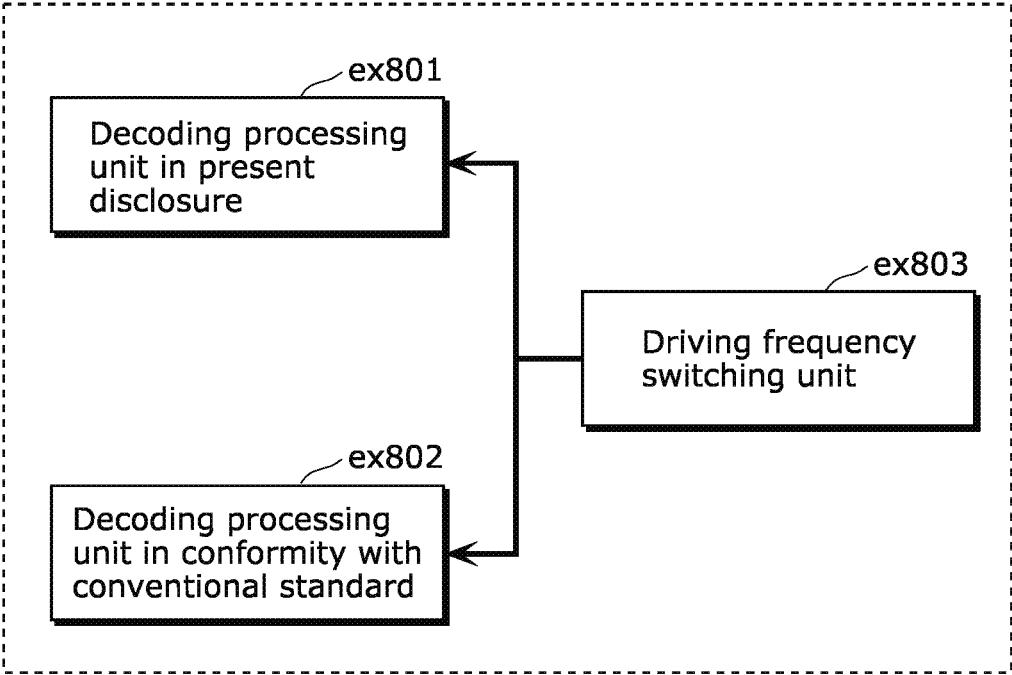 ex801
Decoding processing
unit in present
disclosure
ex803
Driving frequency
switching unit
ex802
Decoding processing
unit in conformity with
conventional standard